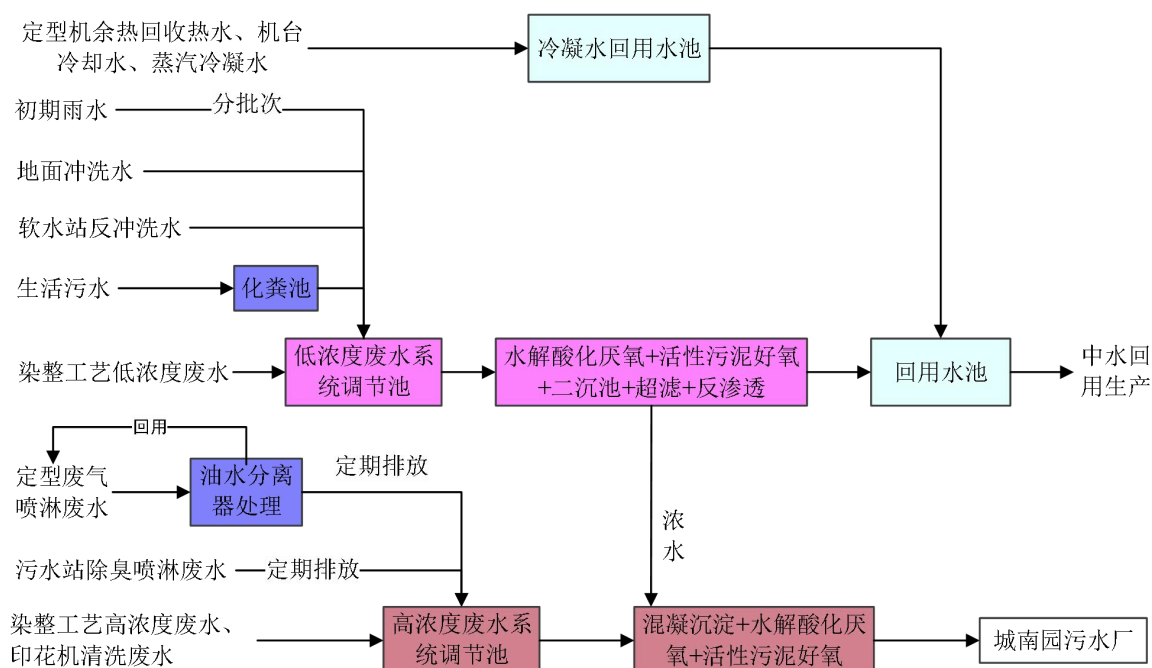 定型机余热回收热水、机台
冷却水、蒸汽冷凝水
冷凝水回用水池
初期雨水
分批次
地面冲洗水
软水站反冲洗水
生活污水
化粪池
染整工艺低浓度废水
低浓度废水系
统调节池
水解酸化厌氧+活性污泥好氧
+二沉池+超滤+反渗透
回用水池
中水回
用生产
回用
定型废气
喷淋废水
油水分离
器处理
定期排放
浓
水
污水站除臭喷淋废水
定期排放
染整工艺高浓度废水、
印花机清洗废水
高浓度废水系
统调节池
混凝沉淀+水解酸化厌
氧+活性污泥好氧
城南园污水厂